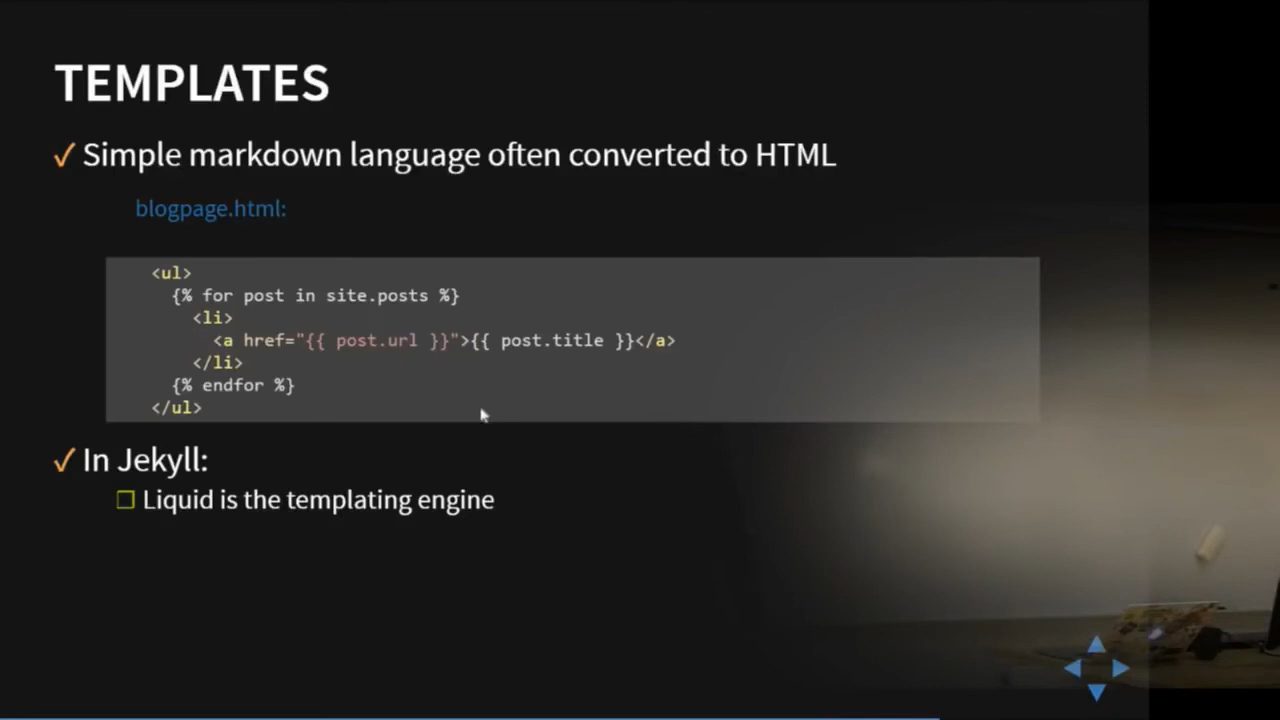 TEMPLATES
✓ Simple markdown language often converted to HTML
blogpage.html:
<ul>
{% for post in site.posts %}
<li>
<a href="{{ post.url }}">{{ post.title }}</a>
</li>
{% endfor %}
</ul>
✓ In Jekyll:
❐ Liquid is the templating engine